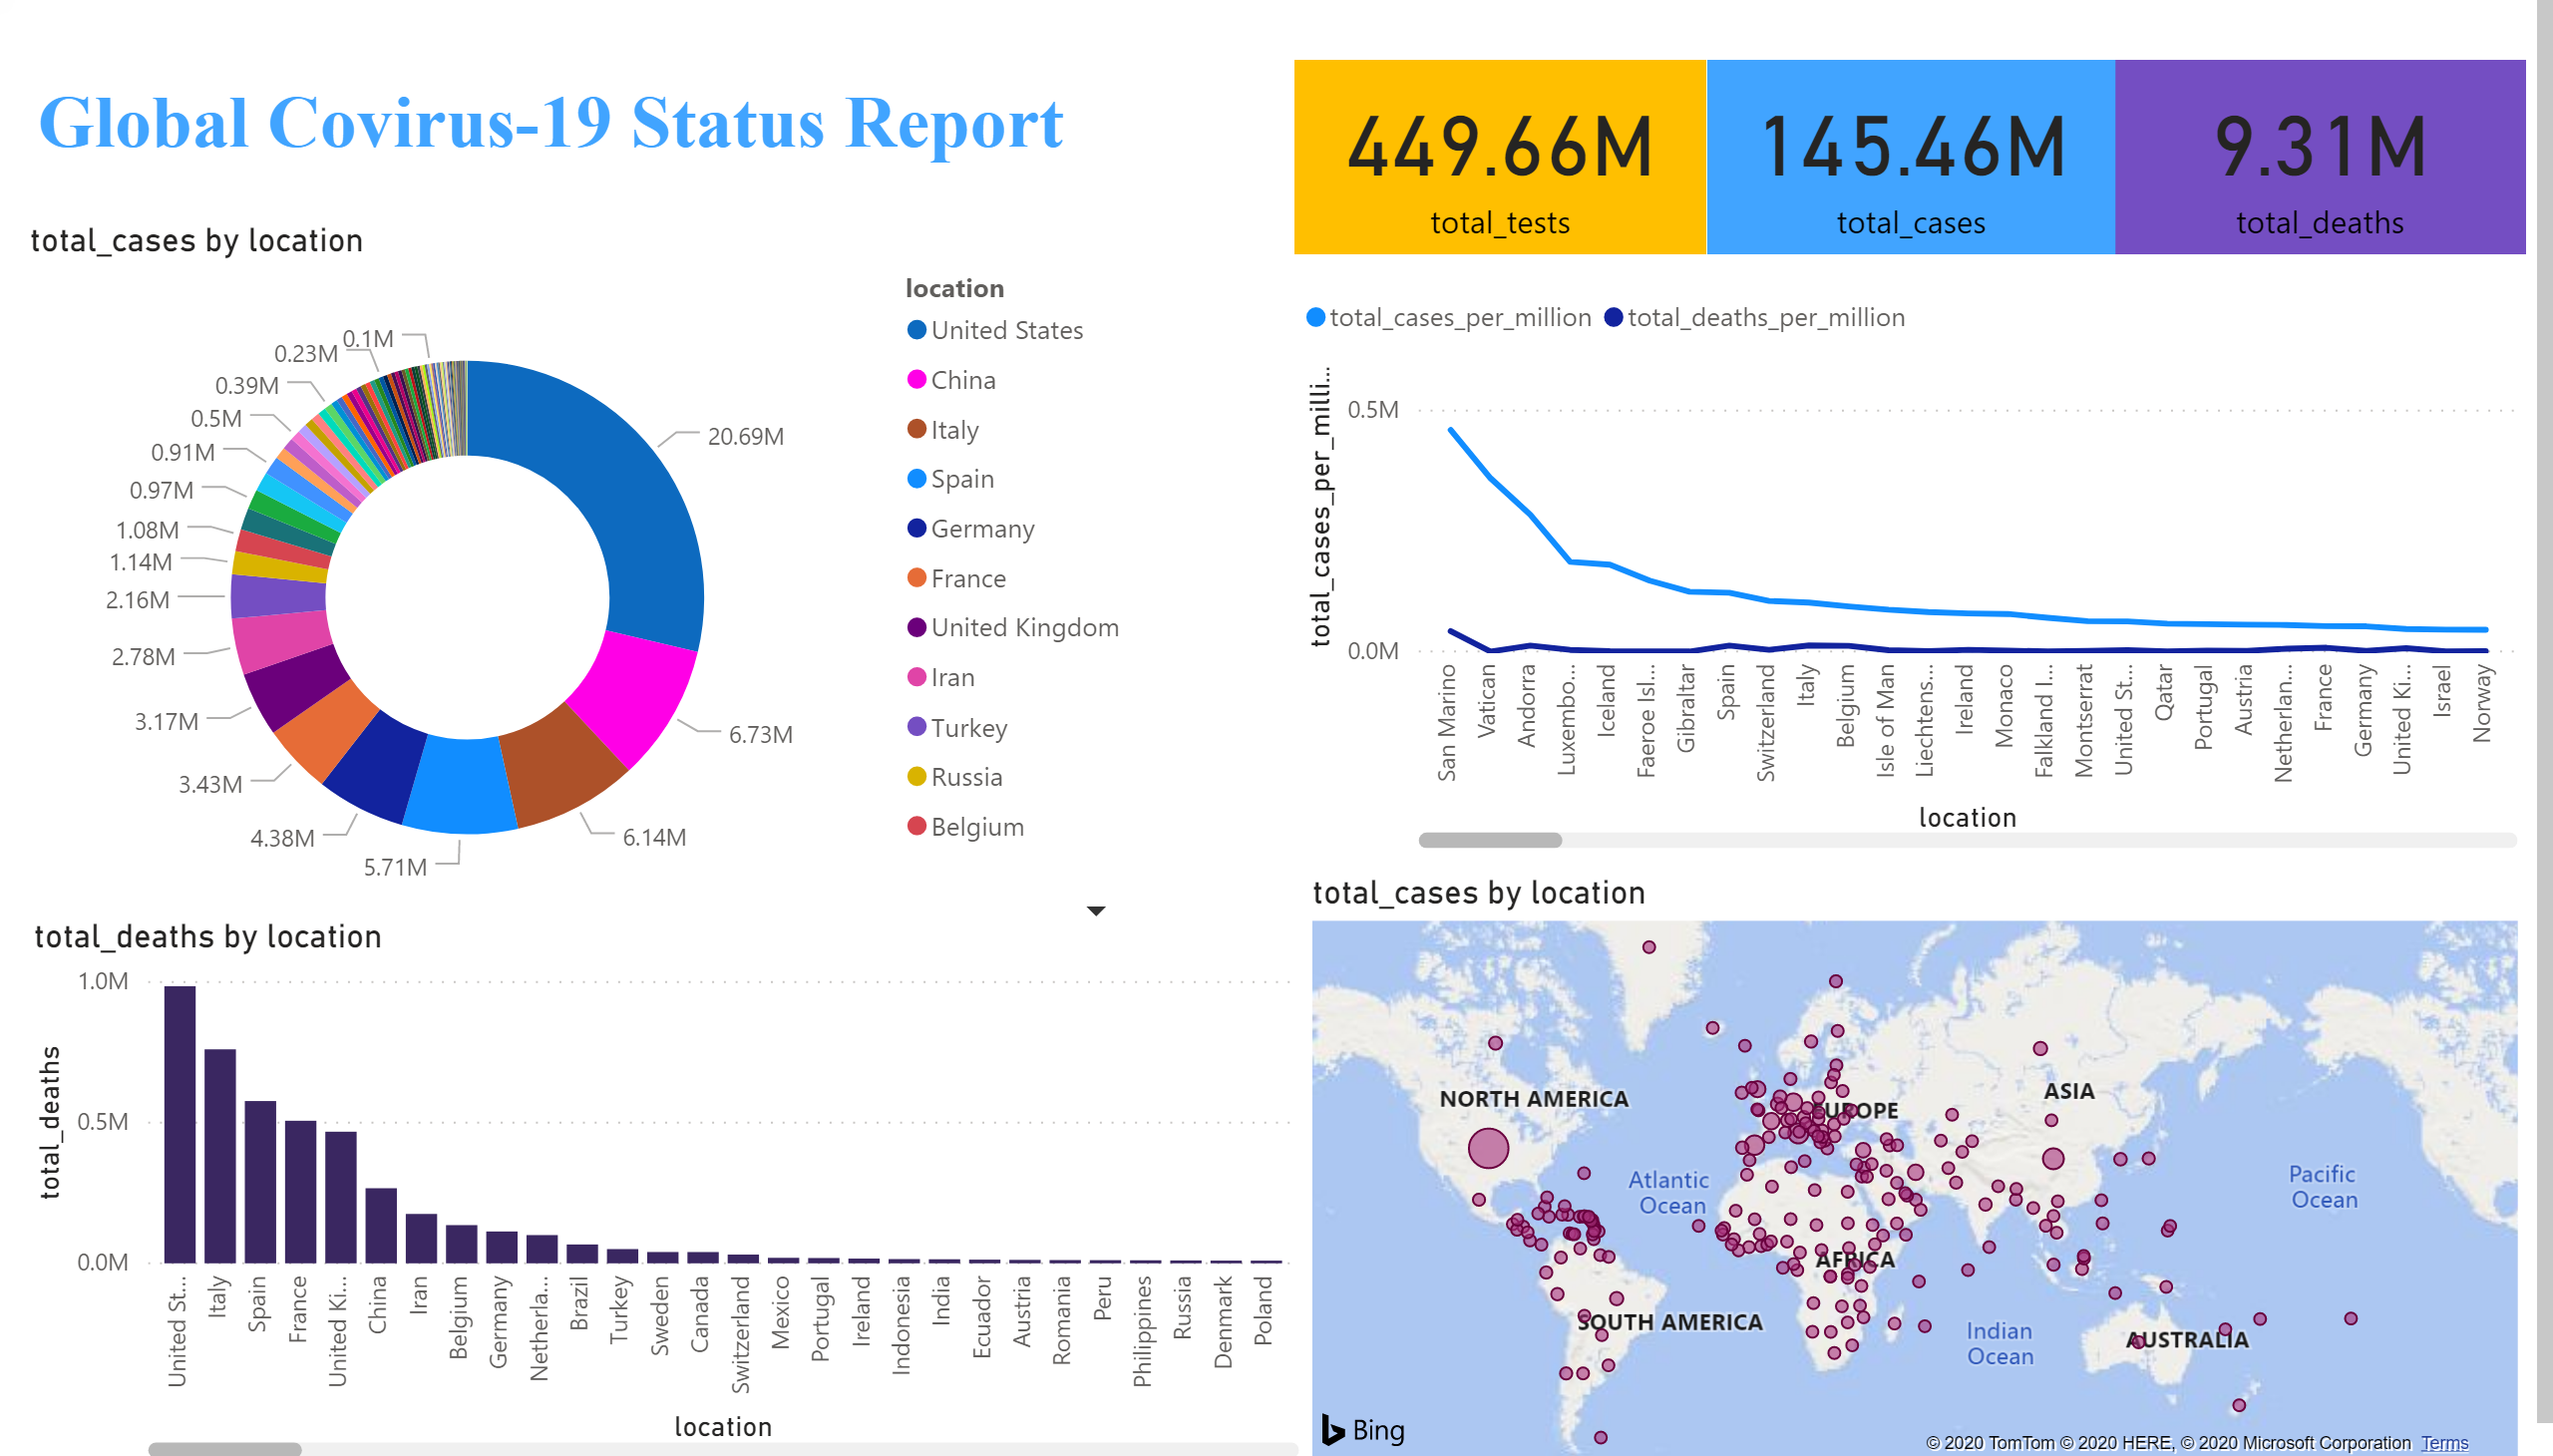 Global Covirus-19 Status Report
449.66M
total_tests
145.46M
total_cases
9.31M
total_deaths
total_cases by location
0.1M
0.23M
0.39M
0.5M
0.91M
0.97M
1.08M
1.14M
2.16M
2.78M
3.17M
3.43M
4.38M
5.71M
6.14M
6.73M
20.69M
location
United States
China
Italy
Spain
Germany
France
United Kingdom
Iran
Turkey
Russia
Belgium
total_cases_per_million total_deaths_per_million
total_cases_per_milli...
0.5M
0.0M
San Marino
Vatican
Andorra
Luxembo...
Iceland
Faeroe Isl...
Gibraltar
Spain
Switzerland
Italy
Belgium
Isle of Man
Liechtens...
Ireland
Monaco
Falkland I...
Montserrat
United St...
Qatar
Portugal
Austria
Netherlan...
France
Germany
United Ki...
Israel
Norway
location
total_deaths by location
total_deaths
1.0M
0.5M
0.0M
United St...
Italy
Spain
France
United Ki...
China
Iran
Belgium
Germany
Netherla...
Brazil
Turkey
Sweden
Canada
Switzerland
Mexico
Portugal
Ireland
Indonesia
India
Ecuador
Austria
Romania
Peru
Philippines
Russia
Denmark
Poland
location
total_cases by location
NORTH AMERICA
EUROPE
ASIA
Atlantic
Ocean
Pacific
Ocean
AFRICA
SOUTH AMERICA
Indian
Ocean
AUSTRALIA
Bing
© 2020 TomTom © 2020 HERE, © 2020 Microsoft Corporation Terms